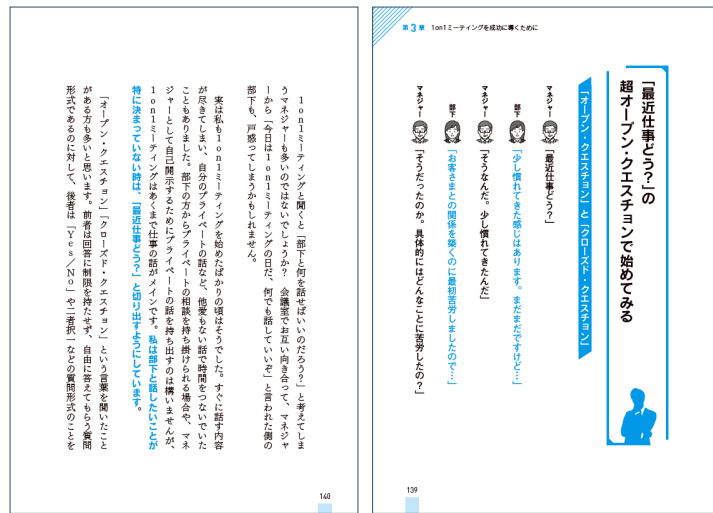 第3章 1on1ミーティングを成功に導くために
「最近仕事どう？」の
超オープン・クエスチョンで始めてみる
「オープン・クエスチョン」と「クローズド・クエスチョン」
マネジャー「最近仕事どう？」
部下「少し慣れてきた感じはあります。まだまだですけど…」
マネジャー「そうなんだ。少し慣れてきたんだ」
部下「お客さまとの関係を築くのに最初苦労しましたので…」
マネジャー「そうだったのか。具体的にはどんなことに苦労したの？」
139
1on1ミーティングと聞くと「部下と何を話せばいいのだろう？」と考えてしま
うマネジャーも多いのではないでしょうか？ 会議室でお互い向き合って、マネジャ
ーから「今日は1on1ミーティングの日だ、何でも話していいぞ」と言われた側の
部下も、戸惑ってしまうかもしれません。
実は私も1on1ミーティングを始めたばかりの頃はそうでした。すぐに話す内容
が尽きてしまい、自分のプライベートの話など、他愛もない話で時間をつないでいた
こともありました。部下の方からプライベートの相談を持ち掛けられる場合や、マネ
ジャーとして自己開示するためにプライベートの話を持ち出すのは構いませんが、
1on1ミーティングはあくまで仕事の話がメインです。私は部下と話したいことが
特に決まっていない時は、「最近仕事どう？」と切り出すようにしています。
「オープン・クエスチョン」「クローズド・クエスチョン」という言葉を聞いたこと
がある方も多いと思います。前者は回答に制限を持たせず、自由に答えてもらう質問
形式であるのに対して、後者は「Yes／No」や二者択一などの質問形式のことを
140